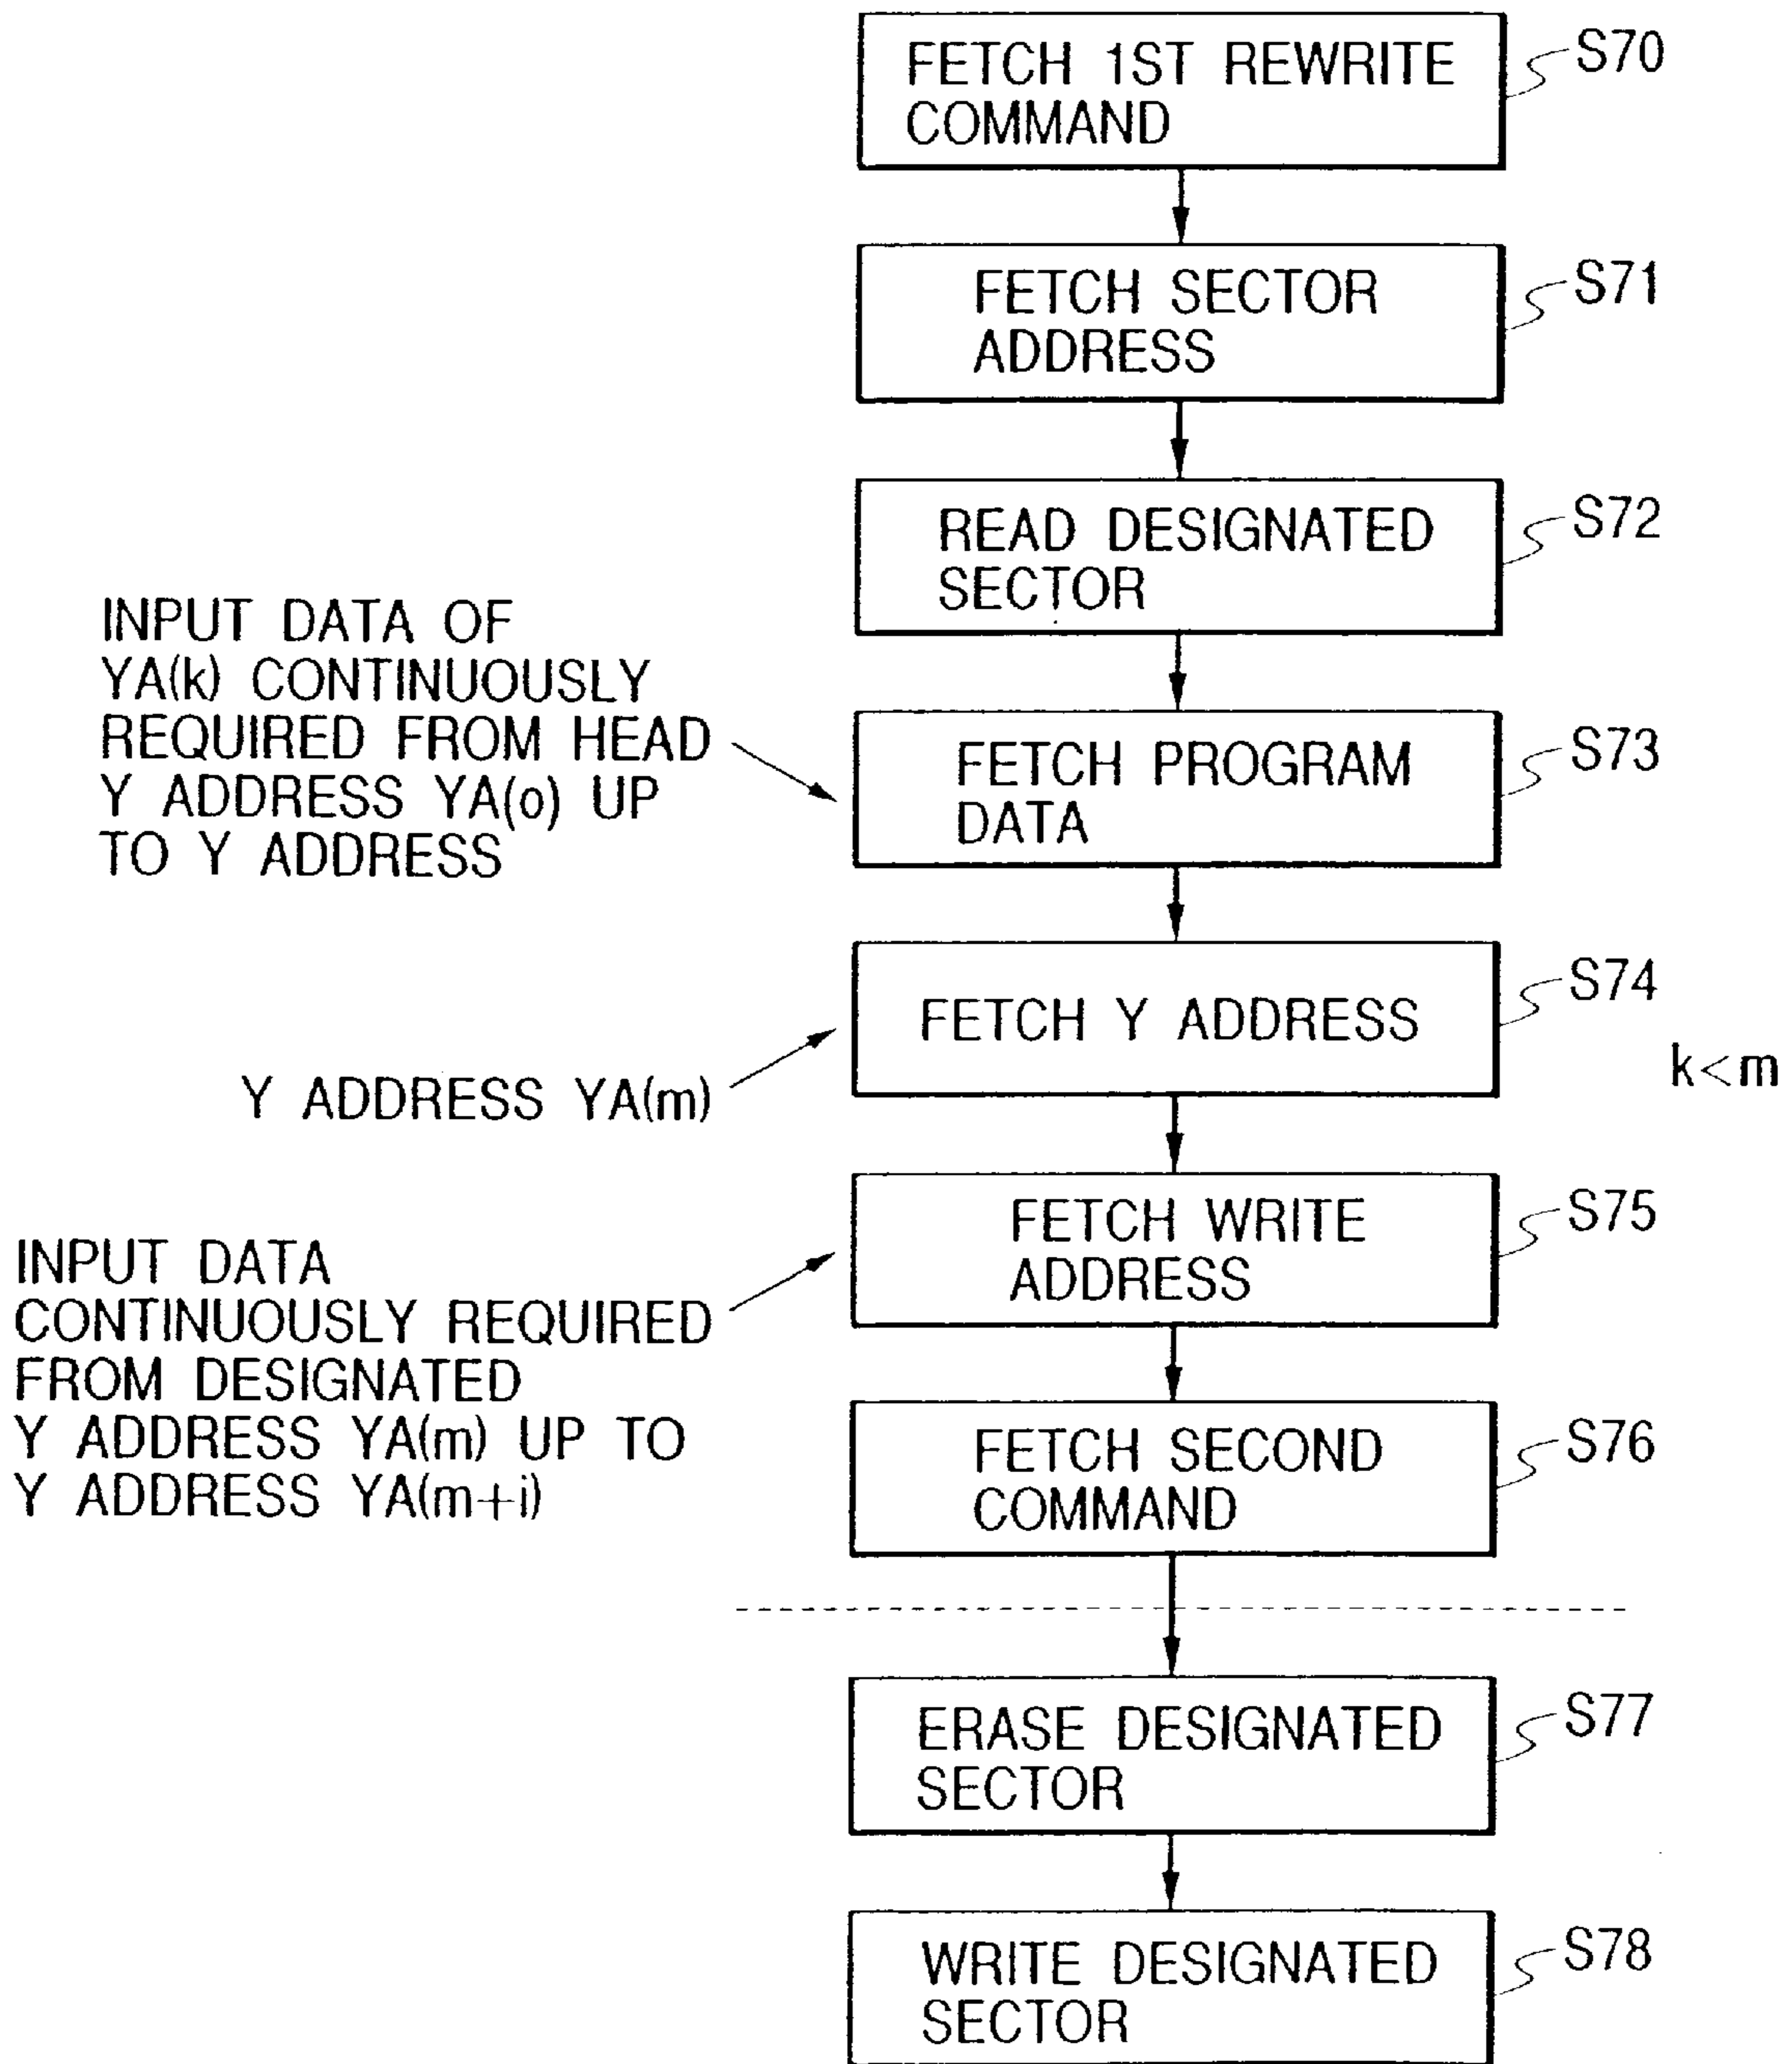 FETCH 1ST REWRITE
COMMAND
S70
FETCH SECTOR
ADDRESS
S71
READ DESIGNATED
SECTOR
S72
INPUT DATA OF
YA(k) CONTINUOUSLY
REQUIRED FROM HEAD
Y ADDRESS YA(o) UP
TO Y ADDRESS
FETCH PROGRAM
DATA
S73
FETCH Y ADDRESS
S74
k<m
Y ADDRESS YA(m)
FETCH WRITE
ADDRESS
S75
INPUT DATA
CONTINUOUSLY REQUIRED
FROM DESIGNATED
Y ADDRESS YA(m) UP TO
Y ADDRESS YA(m+i)
FETCH SECOND
COMMAND
S76
ERASE DESIGNATED
SECTOR
S77
WRITE DESIGNATED
SECTOR
S78